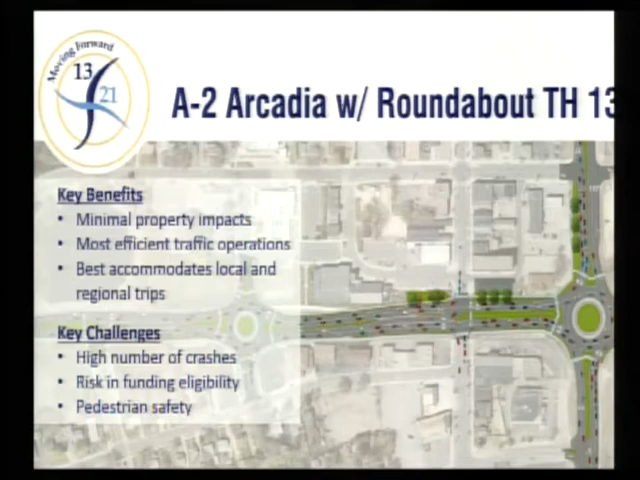 Moving Forward
13
21
A-2 Arcadia w/ Roundabout TH 13
Key Benefits
• Minimal property impacts
• Most efficient traffic operations
• Best accommodates local and
regional trips
Key Challenges
• High number of crashes
• Risk in funding eligibility
• Pedestrian safety